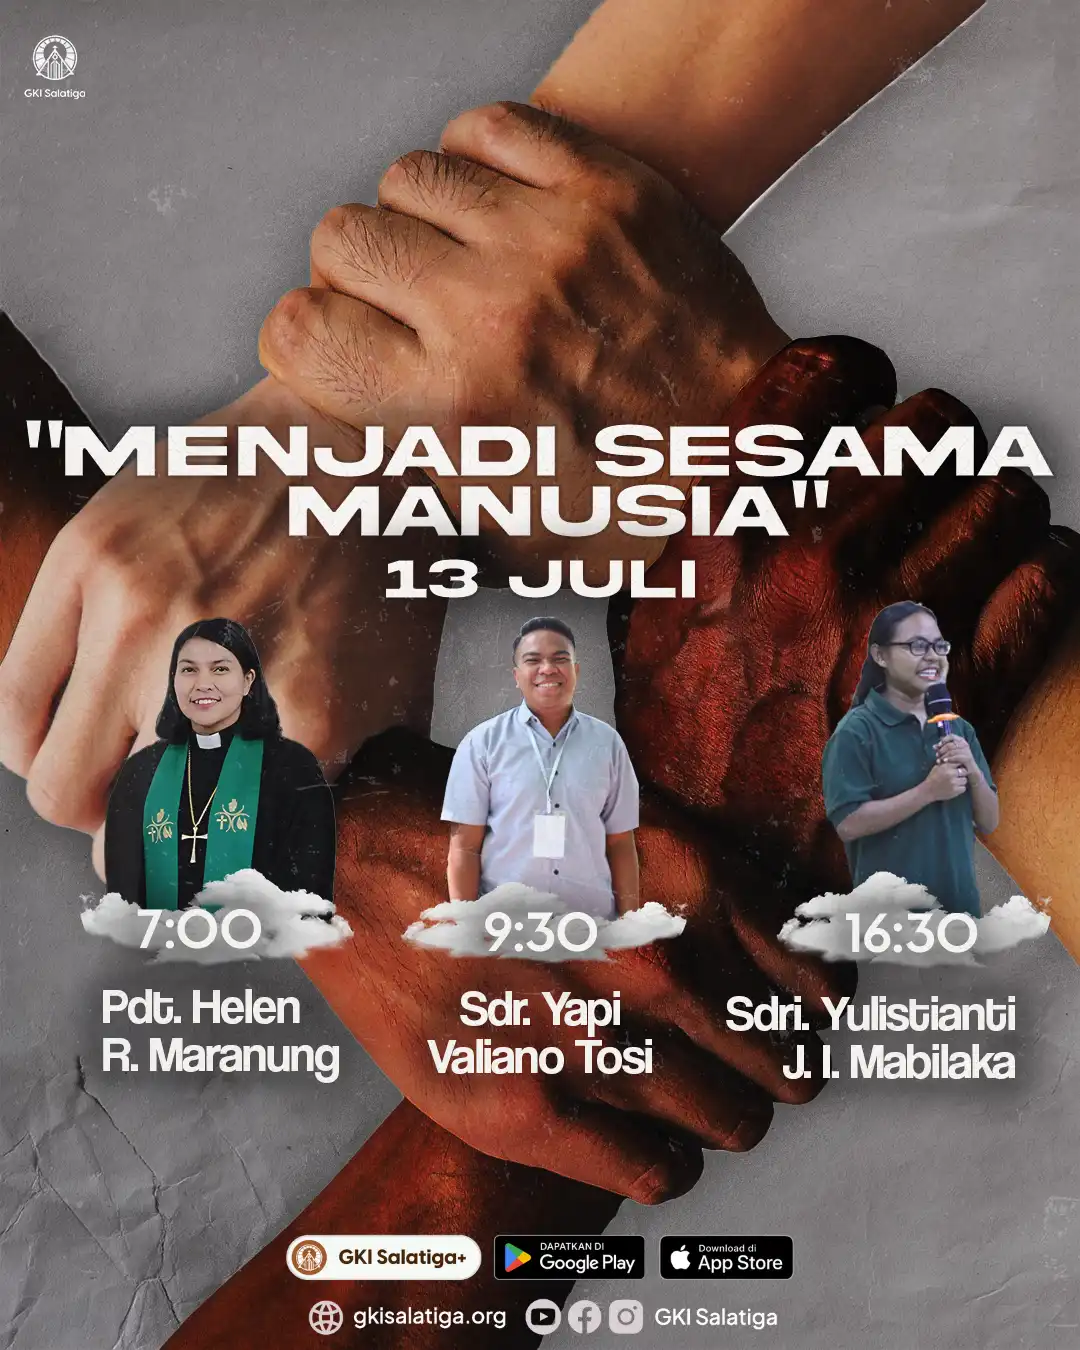 GKI Salatiga
"MENJADI SESAMA
MANUSIA"
13 JULI
7:00
Pdt. Helen
R. Maranung
9:30
Sdr. Yapi
Valiano Tosi
16:30
Sdri. Yulistianti
J. I. Mabilaka
GKI Salatiga+
DAPATKAN DI
Google Play
Download di
App Store
gkisalatiga.org
GKI Salatiga